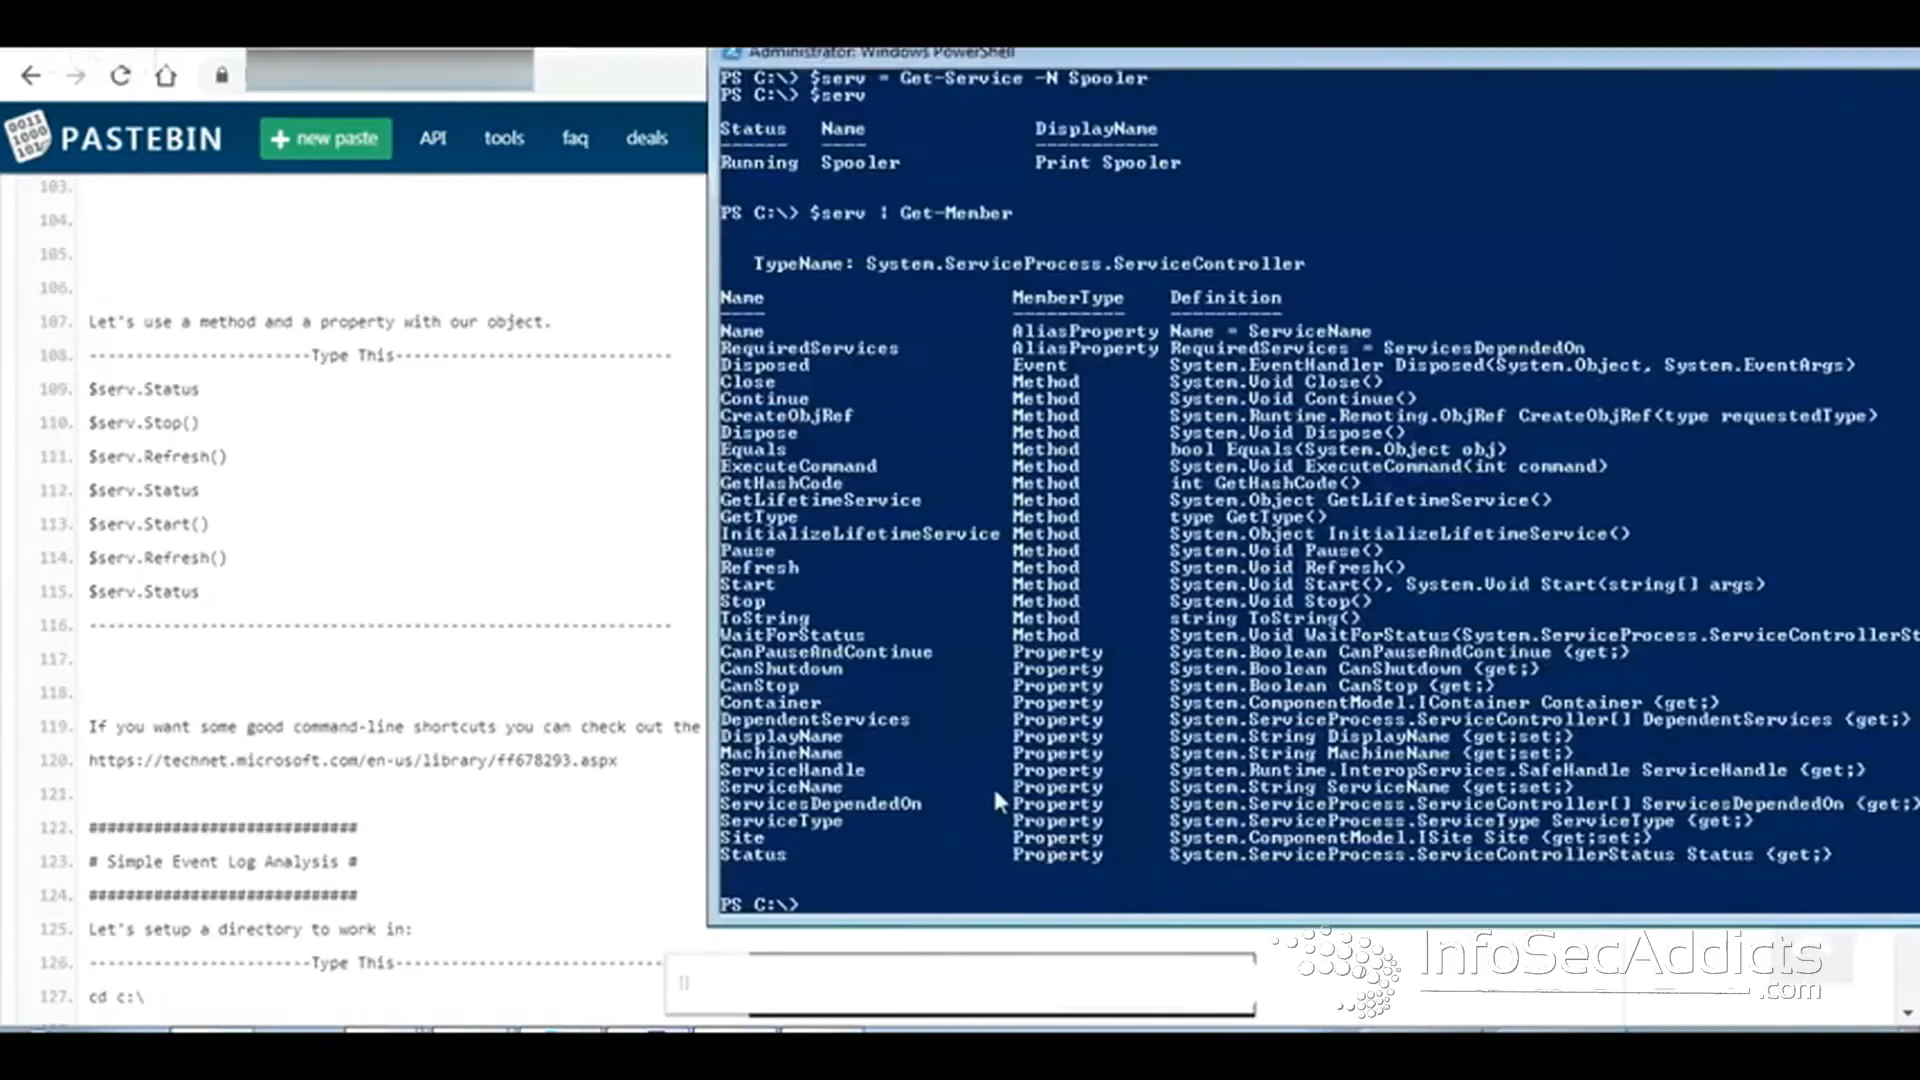 0011
1000
101
PASTEBIN
+ new paste
API
tools
faq
deals
103.
104.
105.
106.
107. Let's use a method and a property with our object.
108. ------------------------Type This------------------------------
109. $serv.Status
110. $serv.Stop()
111. $serv.Refresh()
112. $serv.Status
113. $serv.Start()
114. $serv.Refresh()
115. $serv.Status
116. ---------------------------------------------------------------
117.
118.
119. If you want some good command-line shortcuts you can check out the
120. https://technet.microsoft.com/en-us/library/ff678293.aspx
121.
122. #############################
123. # Simple Event Log Analysis #
124. #############################
125. Let's setup a directory to work in:
126. ------------------------Type This-----------------------------
127. cd c:\
Administrator: Windows PowerShell
PS C:\> $serv = Get-Service -N Spooler
PS C:\> $serv
Status Name DisplayName
------ ---- -----------
Running Spooler Print Spooler
PS C:\> $serv | Get-Member
TypeName: System.ServiceProcess.ServiceController
Name MemberType Definition
---- ---------- ----------
Name AliasProperty Name = ServiceName
RequiredServices AliasProperty RequiredServices = ServicesDependedOn
Disposed Event System.EventHandler Disposed(System.Object, System.EventArgs)
Close Method System.Void Close()
Continue Method System.Void Continue()
CreateObjRef Method System.Runtime.Remoting.ObjRef CreateObjRef(type requestedType)
Dispose Method System.Void Dispose()
Equals Method bool Equals(System.Object obj)
ExecuteCommand Method System.Void ExecuteCommand(int command)
GetHashCode Method int GetHashCode()
GetLifetimeService Method System.Object GetLifetimeService()
GetType Method type GetType()
InitializeLifetimeService Method System.Object InitializeLifetimeService()
Pause Method System.Void Pause()
Refresh Method System.Void Refresh()
Start Method System.Void Start(), System.Void Start(string[] args)
Stop Method System.Void Stop()
ToString Method string ToString()
WaitForStatus Method System.Void WaitForStatus(System.ServiceProcess.ServiceControllerSt
CanPauseAndContinue Property System.Boolean CanPauseAndContinue {get;}
CanShutdown Property System.Boolean CanShutdown {get;}
CanStop Property System.Boolean CanStop {get;}
Container Property System.ComponentModel.IContainer Container {get;}
DependentServices Property System.ServiceProcess.ServiceController[] DependentServices {get;}
DisplayName Property System.String DisplayName {get;set;}
MachineName Property System.String MachineName {get;set;}
ServiceHandle Property System.Runtime.InteropServices.SafeHandle ServiceHandle {get;}
ServiceName Property System.String ServiceName {get;set;}
ServicesDependedOn Property System.ServiceProcess.ServiceController[] ServicesDependedOn {get;}
ServiceType Property System.ServiceProcess.ServiceType ServiceType {get;}
Site Property System.ComponentModel.ISite Site {get;set;}
Status Property System.ServiceProcess.ServiceControllerStatus Status {get;}
PS C:\>
InfoSecAddicts
.com